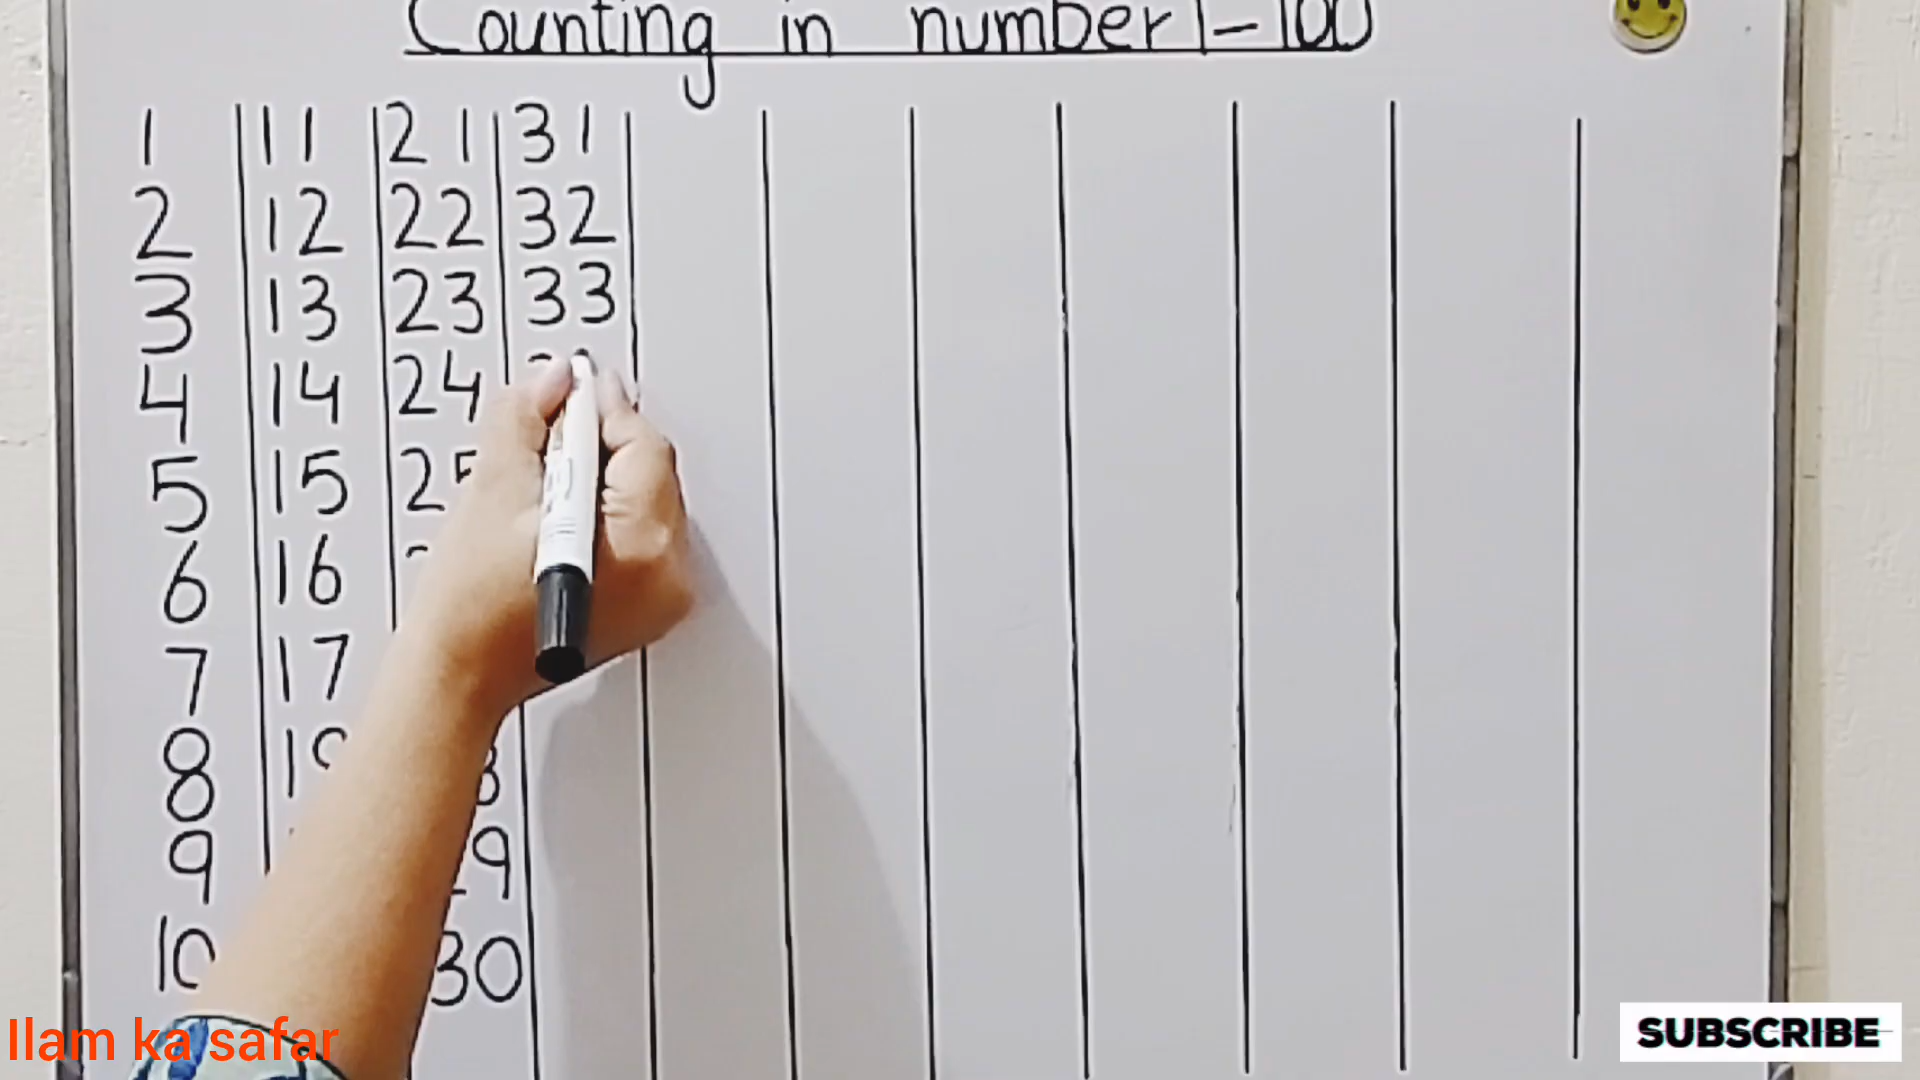 Counting in number 1-100
1 11 21 31
2 12 22 32
3 13 23 33
4 14 24
5 15 25
6 16
7 17
8
9
10 30
Ilam ka safar
SUBSCRIBE